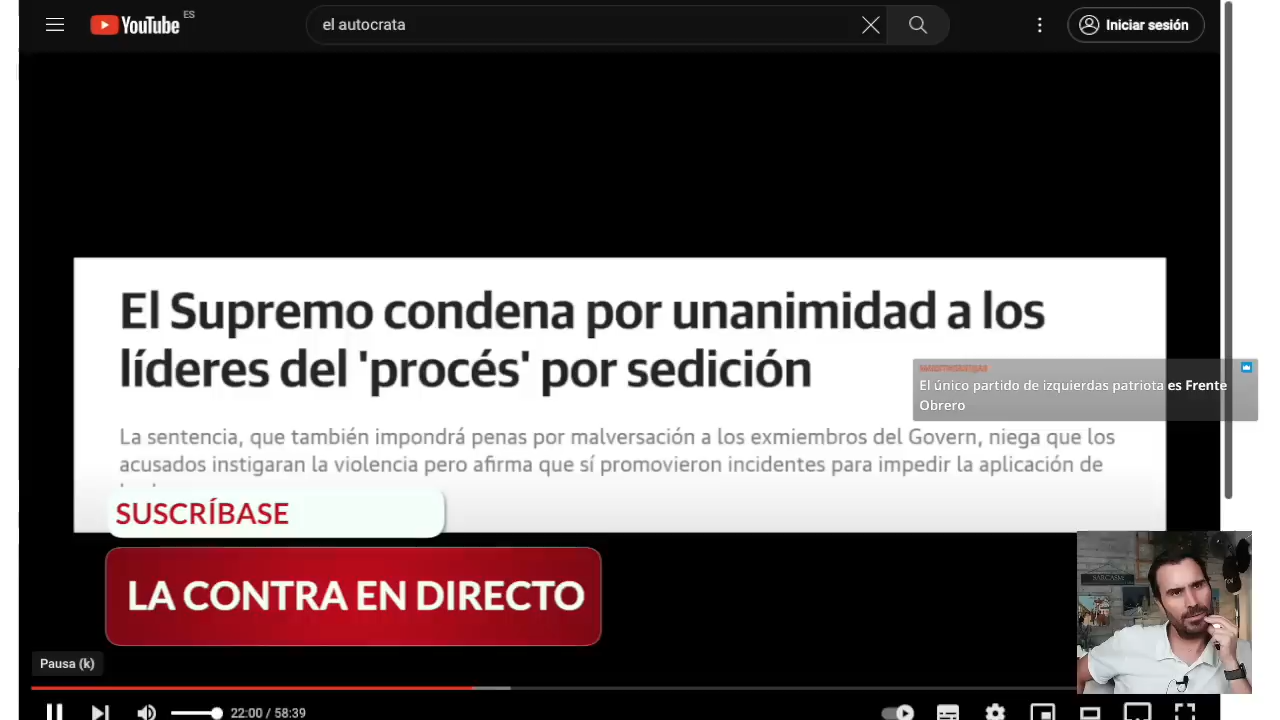 YouTube ES
el autocrata
Iniciar sesión
El Supremo condena por unanimidad a los
líderes del 'procés' por sedición
El único partido de izquierdas patriota es Frente
Obrero
La sentencia, que también impondrá penas por malversación a los exmiembros del Govern, niega que los
acusados instigaran la violencia pero afirma que sí promovieron incidentes para impedir la aplicación de
SUSCRÍBASE
LA CONTRA EN DIRECTO
SARCASM
Pausa (k)
22:00 / 58:39